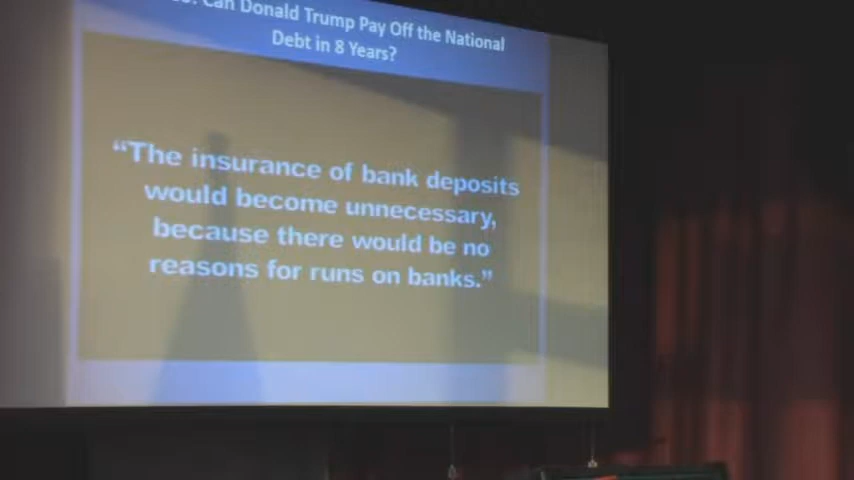 Can Donald Trump Pay Off the National
Debt in 8 Years?
“The insurance of bank deposits
would become unnecessary,
because there would be no
reasons for runs on banks.”